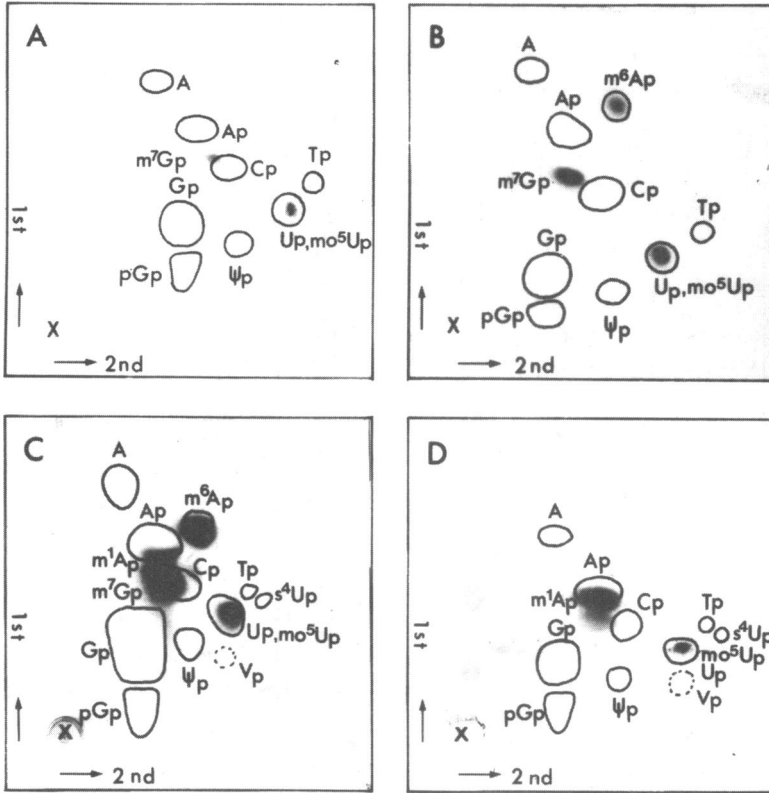 A
A
Ap
m⁷Gp
Cp
Gp
Tp
Up,mo⁵Up
pGp
ψp
1st
X
2nd
B
A
m⁶Ap
Ap
m⁷Gp
Cp
Tp
Gp
Up,mo⁵Up
pGp
ψp
1st
X
2nd
C
A
m⁶Ap
Ap
m¹Ap
Cp
m⁷Gp
Tp
s⁴Up
Up,mo⁵Up
Gp
ψp
Vp
pGp
1st
X
2nd
D
A
Ap
m¹Ap
Cp
Tp
s⁴Up
Gp
mo⁵Up
Up
ψp
Vp
pGp
1st
X
2nd